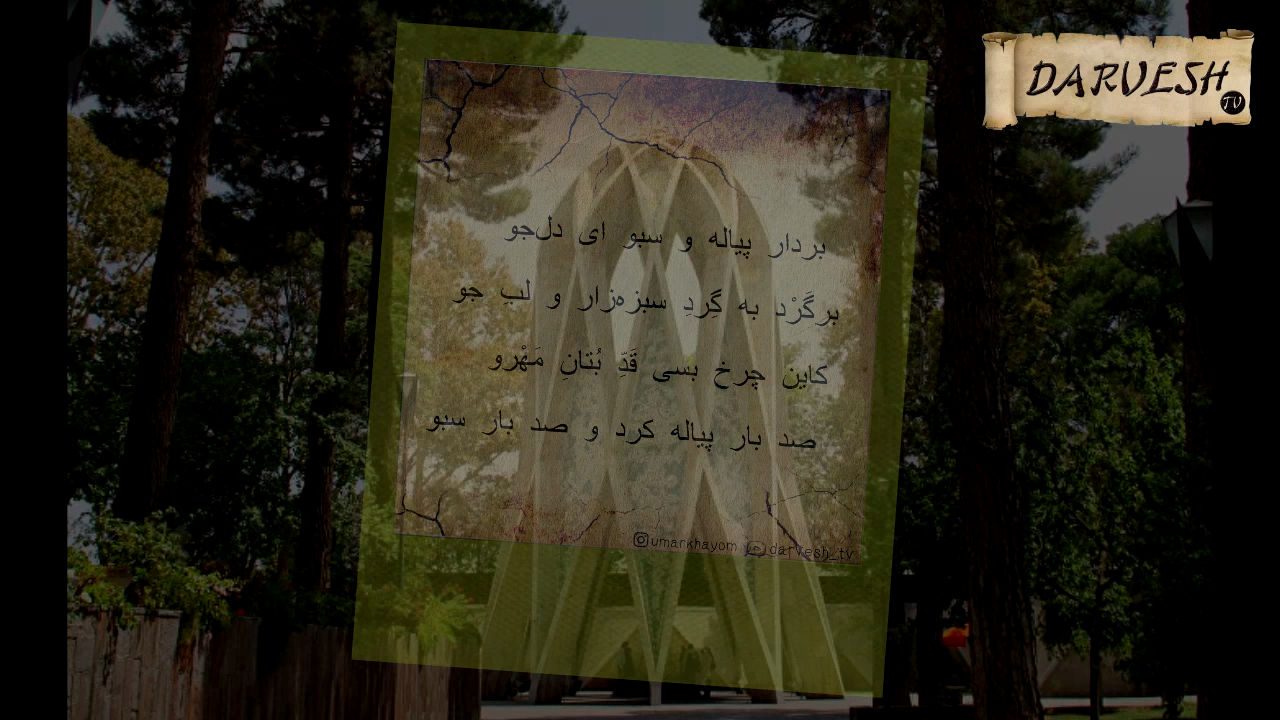 DARVESH
TV
بردار پیاله و سبو ای دل‌جو
برگَرْد به گِردِ سبزه‌زار و لبِ جو
کاین چرخ بسی قَدِّ بُتانِ مَهْرو
صد بار پیاله کرد و صد بار سبو
umarkhayom darvesh_tv